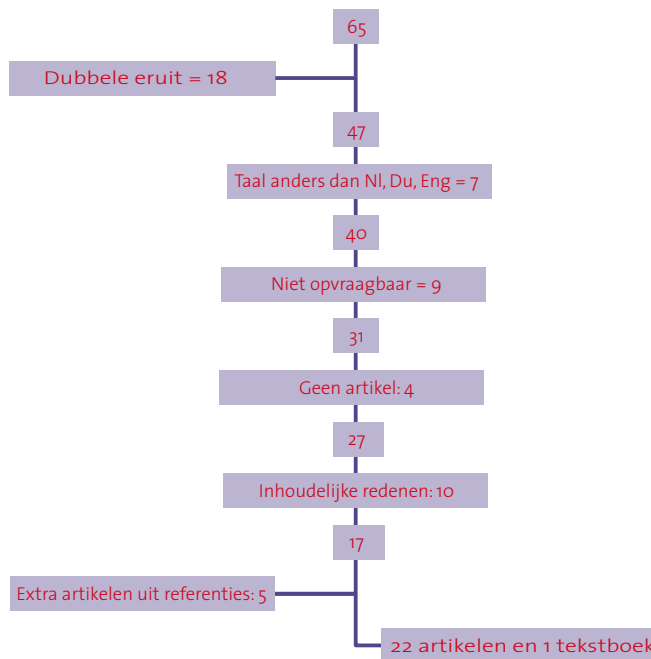 65
Dubbele eruit = 18
47
Taal anders dan Nl, Du, Eng = 7
40
Niet opvraagbaar = 9
31
Geen artikel: 4
27
Inhoudelijke redenen: 10
17
Extra artikelen uit referenties: 5
22 artikelen en 1 tekstboek